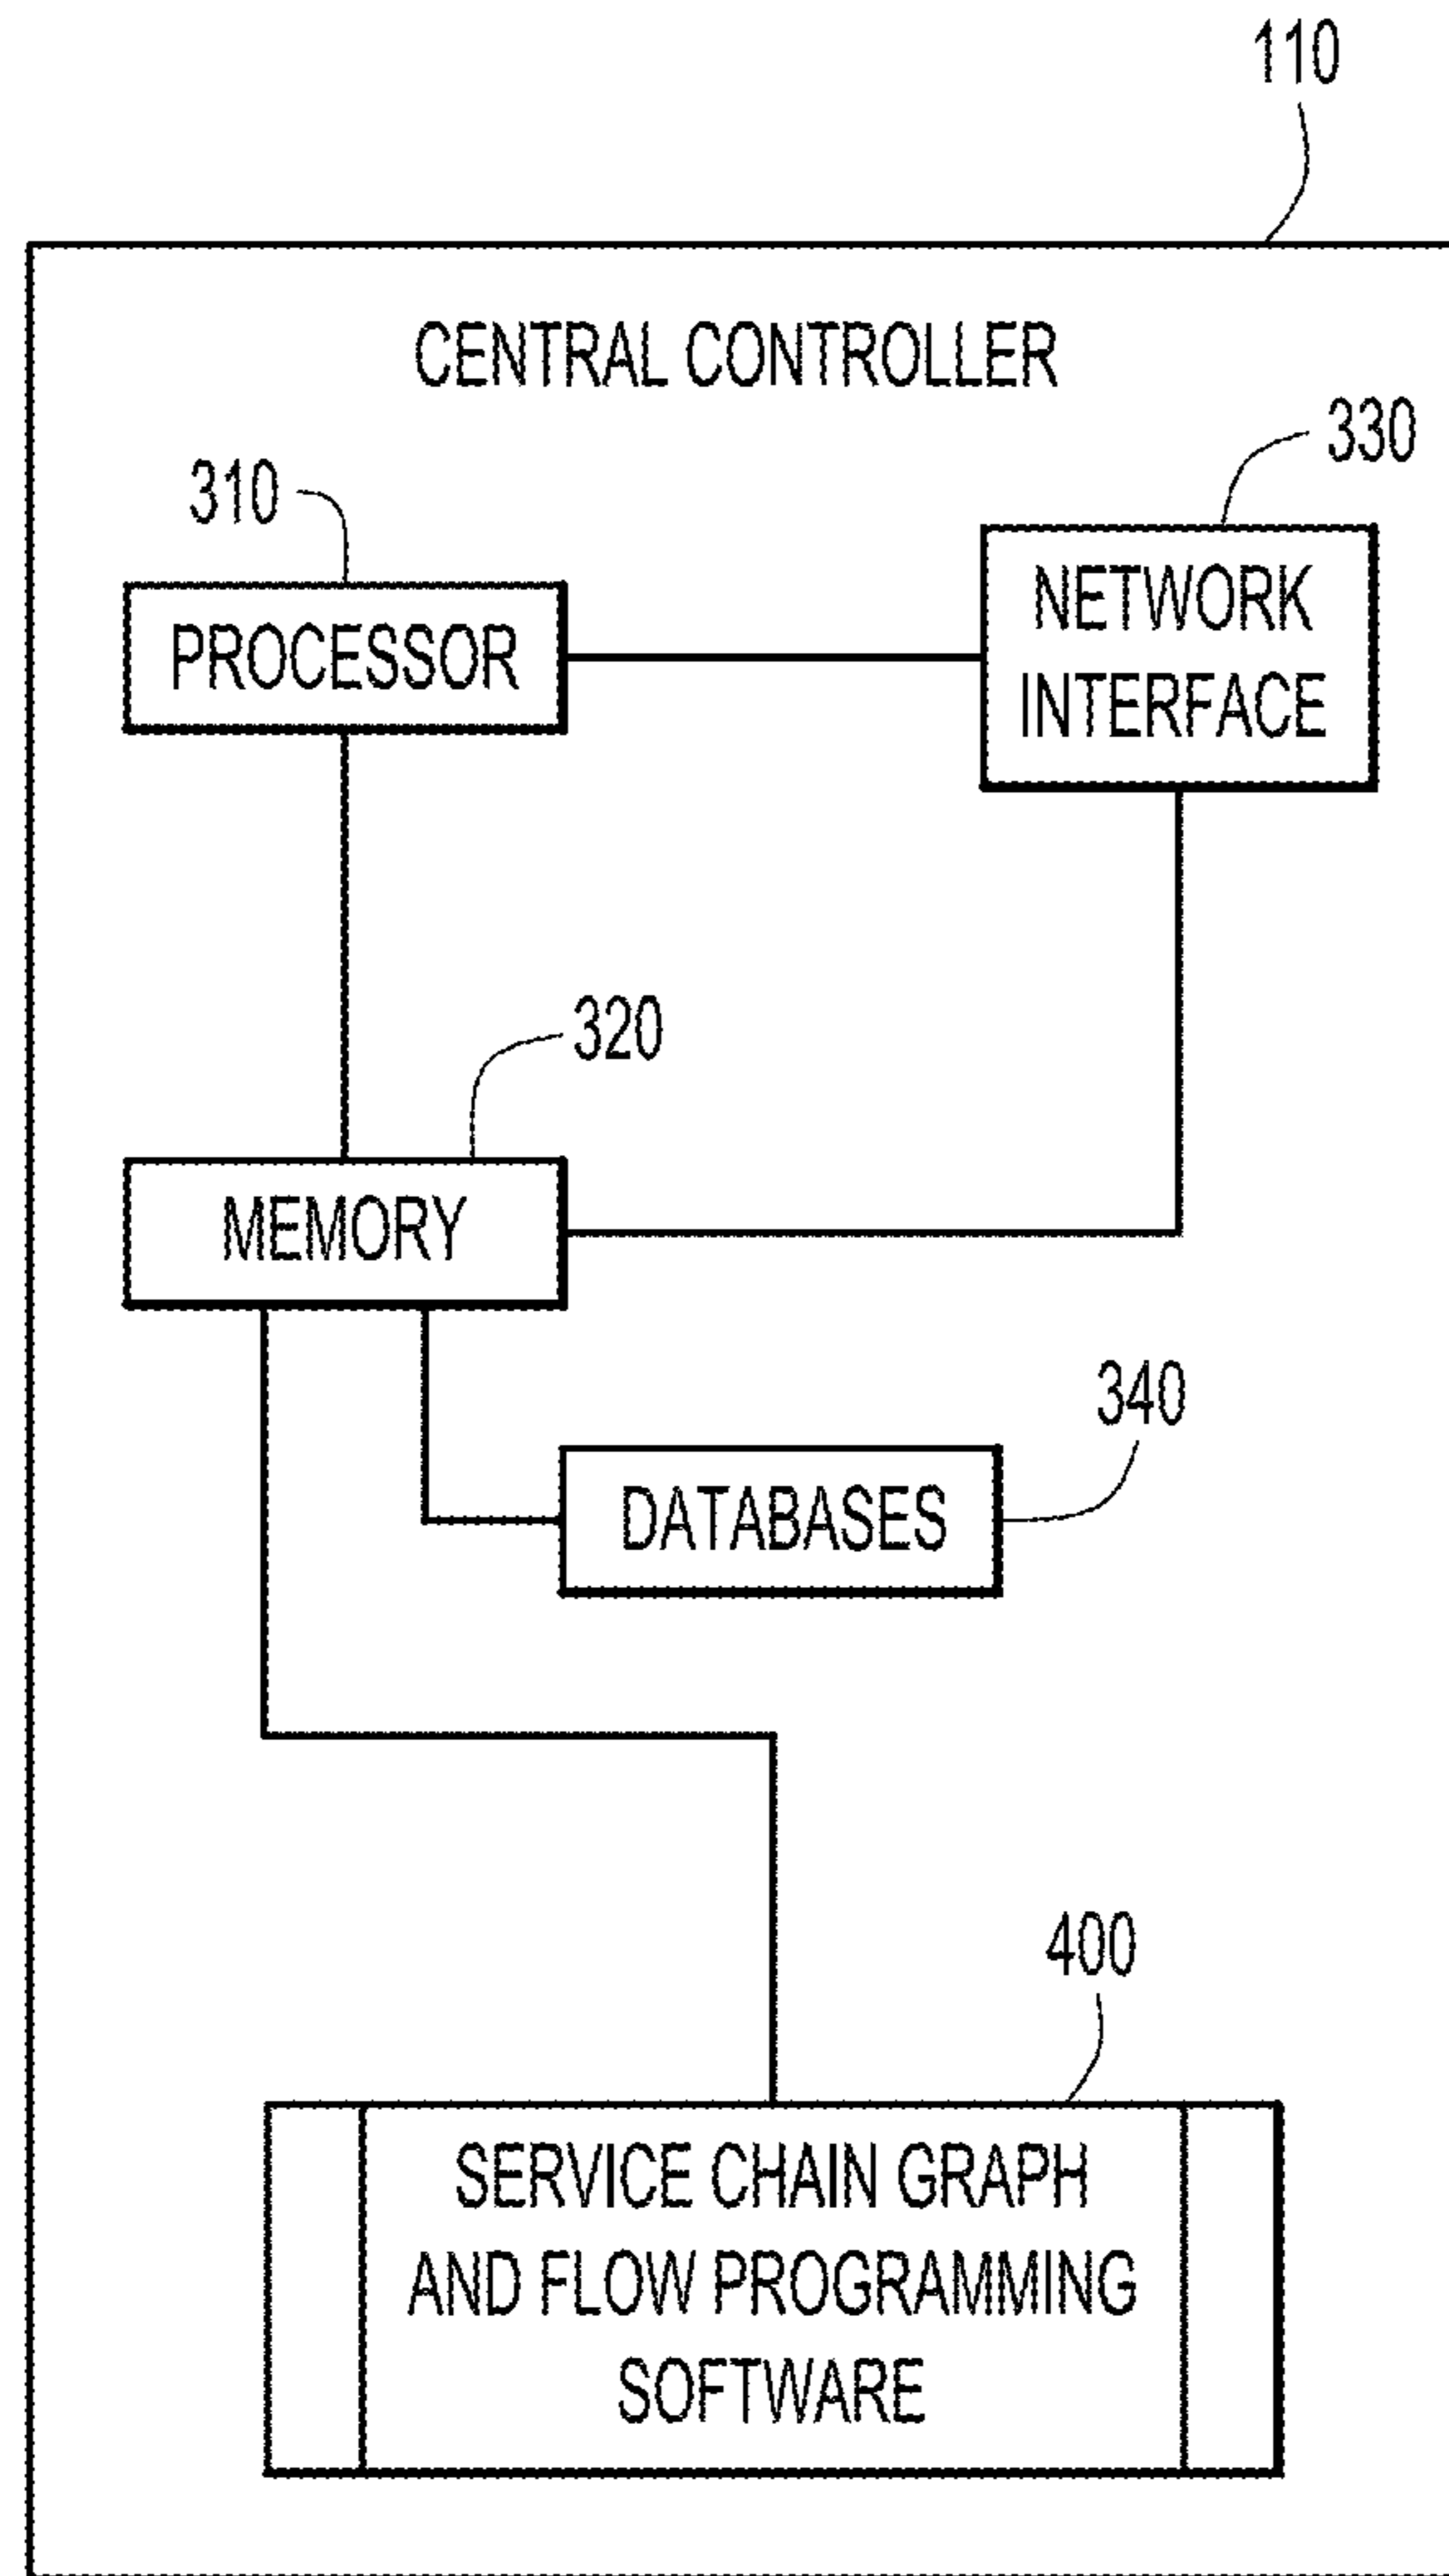 110
CENTRAL CONTROLLER
330
310
NETWORK
INTERFACE
PROCESSOR
320
MEMORY
340
DATABASES
400
SERVICE CHAIN GRAPH
AND FLOW PROGRAMMING
SOFTWARE